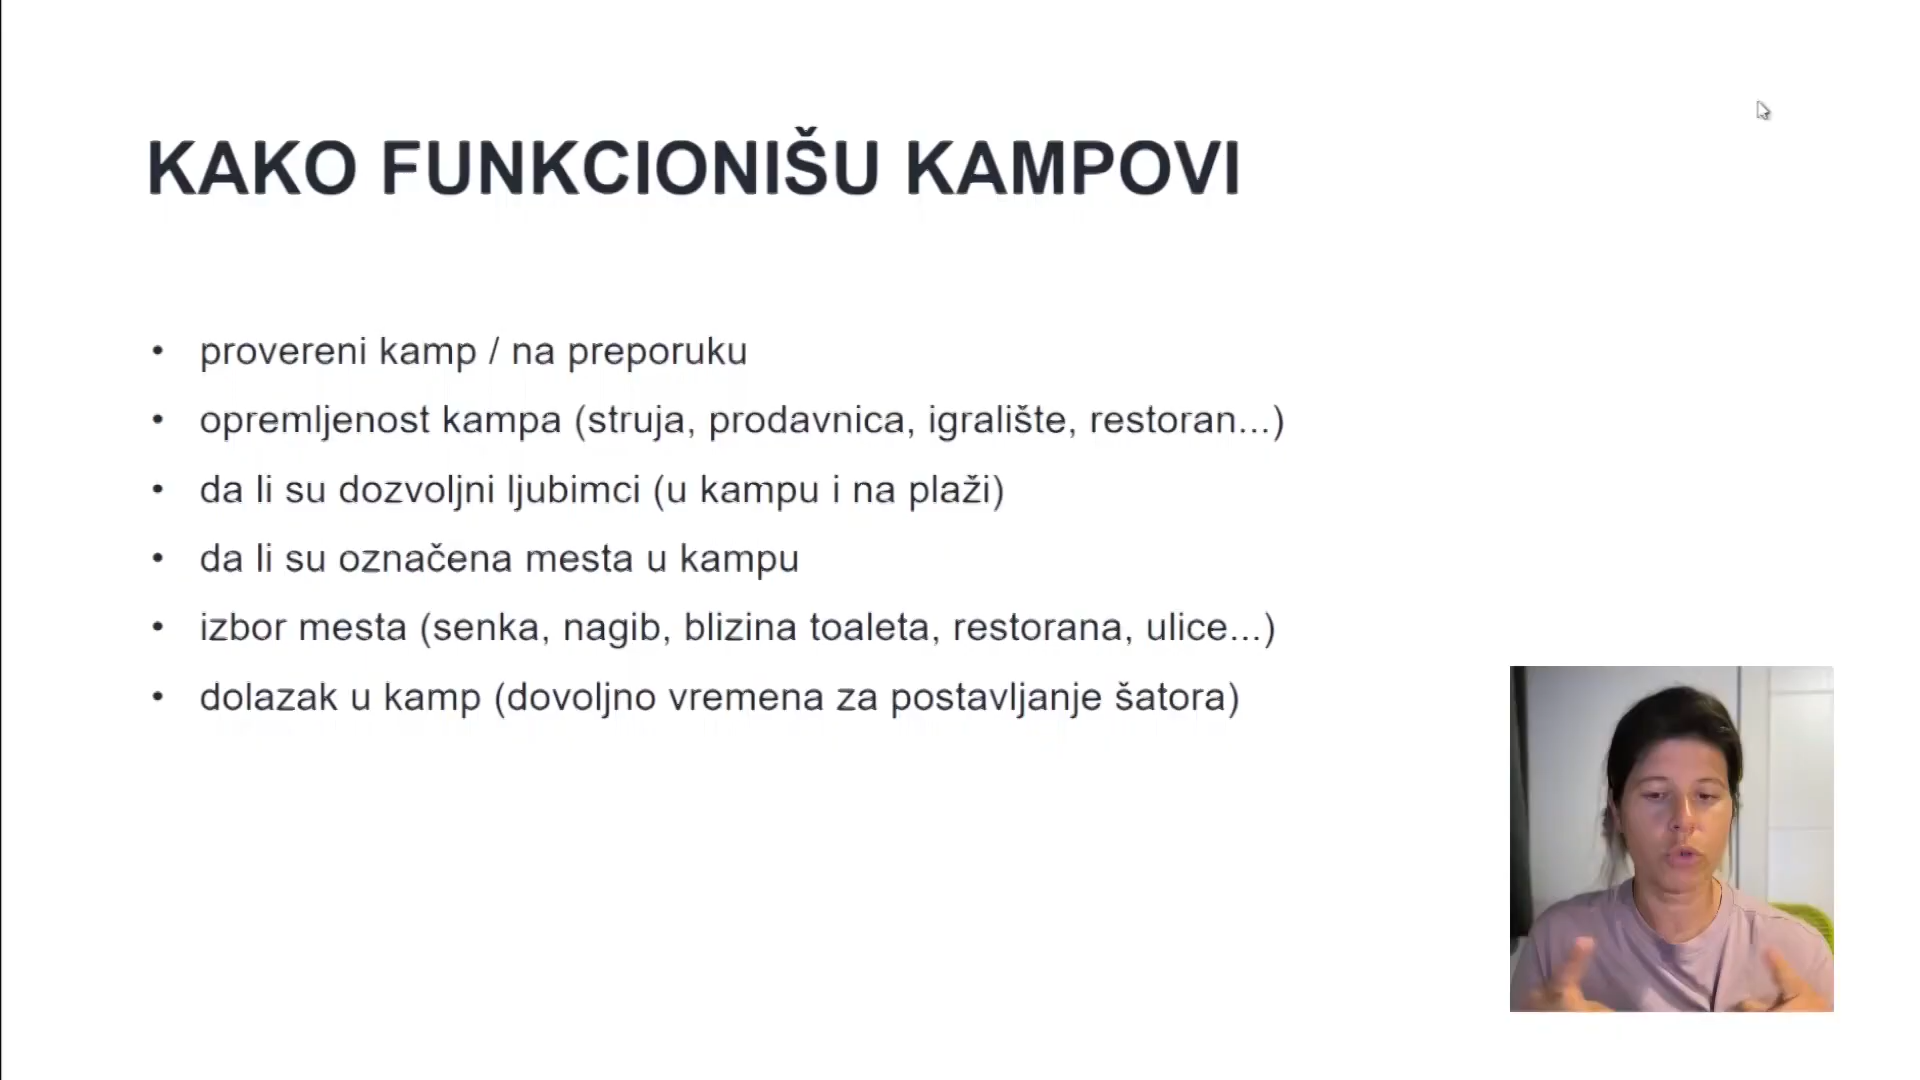 KAKO FUNKCIONIŠU KAMPOVI
• provereni kamp / na preporuku
• opremljenost kampa (struja, prodavnica, igralište, restoran...)
• da li su dozvoljni ljubimci (u kampu i na plaži)
• da li su označena mesta u kampu
• izbor mesta (senka, nagib, blizina toaleta, restorana, ulice...)
• dolazak u kamp (dovoljno vremena za postavljanje šatora)